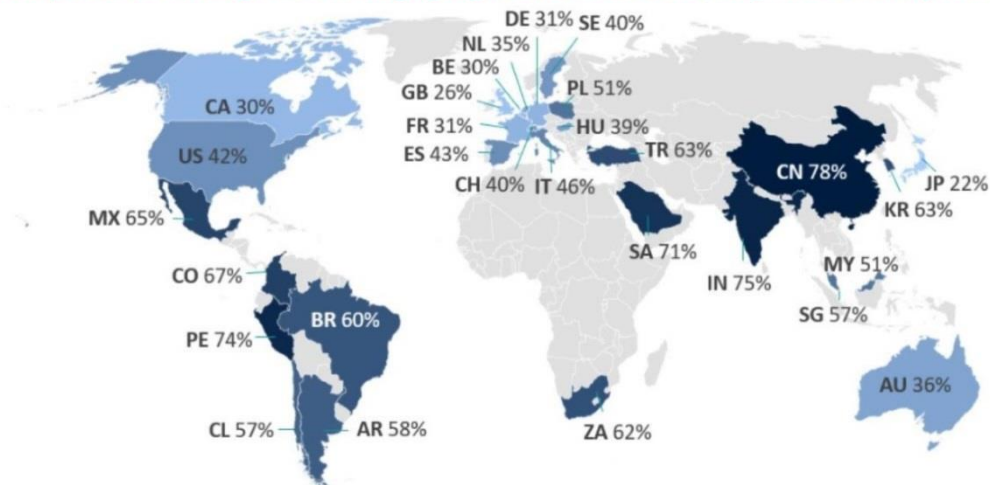 DE 31%
SE 40%
NL 35%
BE 30%
PL 51%
GB 26%
CA 30%
FR 31%
HU 39%
US 42%
ES 43%
TR 63%
CH 40%
IT 46%
CN 78%
JP 22%
MX 65%
KR 63%
SA 71%
MY 51%
CO 67%
IN 75%
SG 57%
BR 60%
PE 74%
AU 36%
CL 57%
AR 58%
ZA 62%